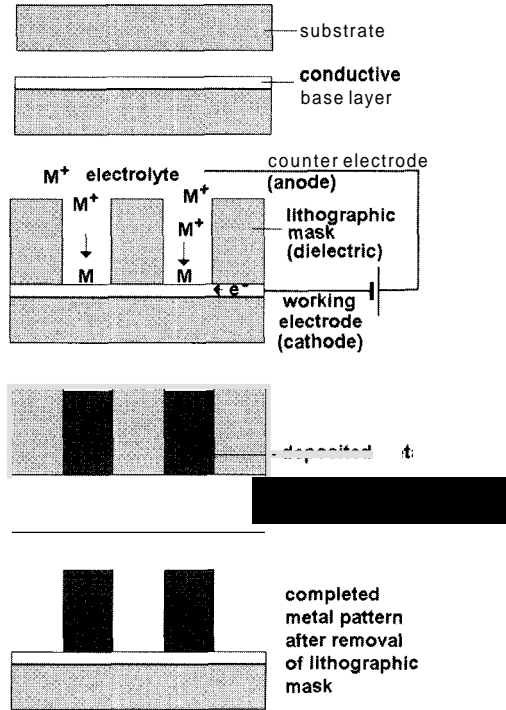 substrate
conductive
base layer
M+ electrolyte
counter electrode
(anode)
M+
M+
M+
lithographic
mask
(dielectric)
M
M
e-
working
electrode
(cathode)
deposited
completed
metal pattern
after removal
of lithographic
mask